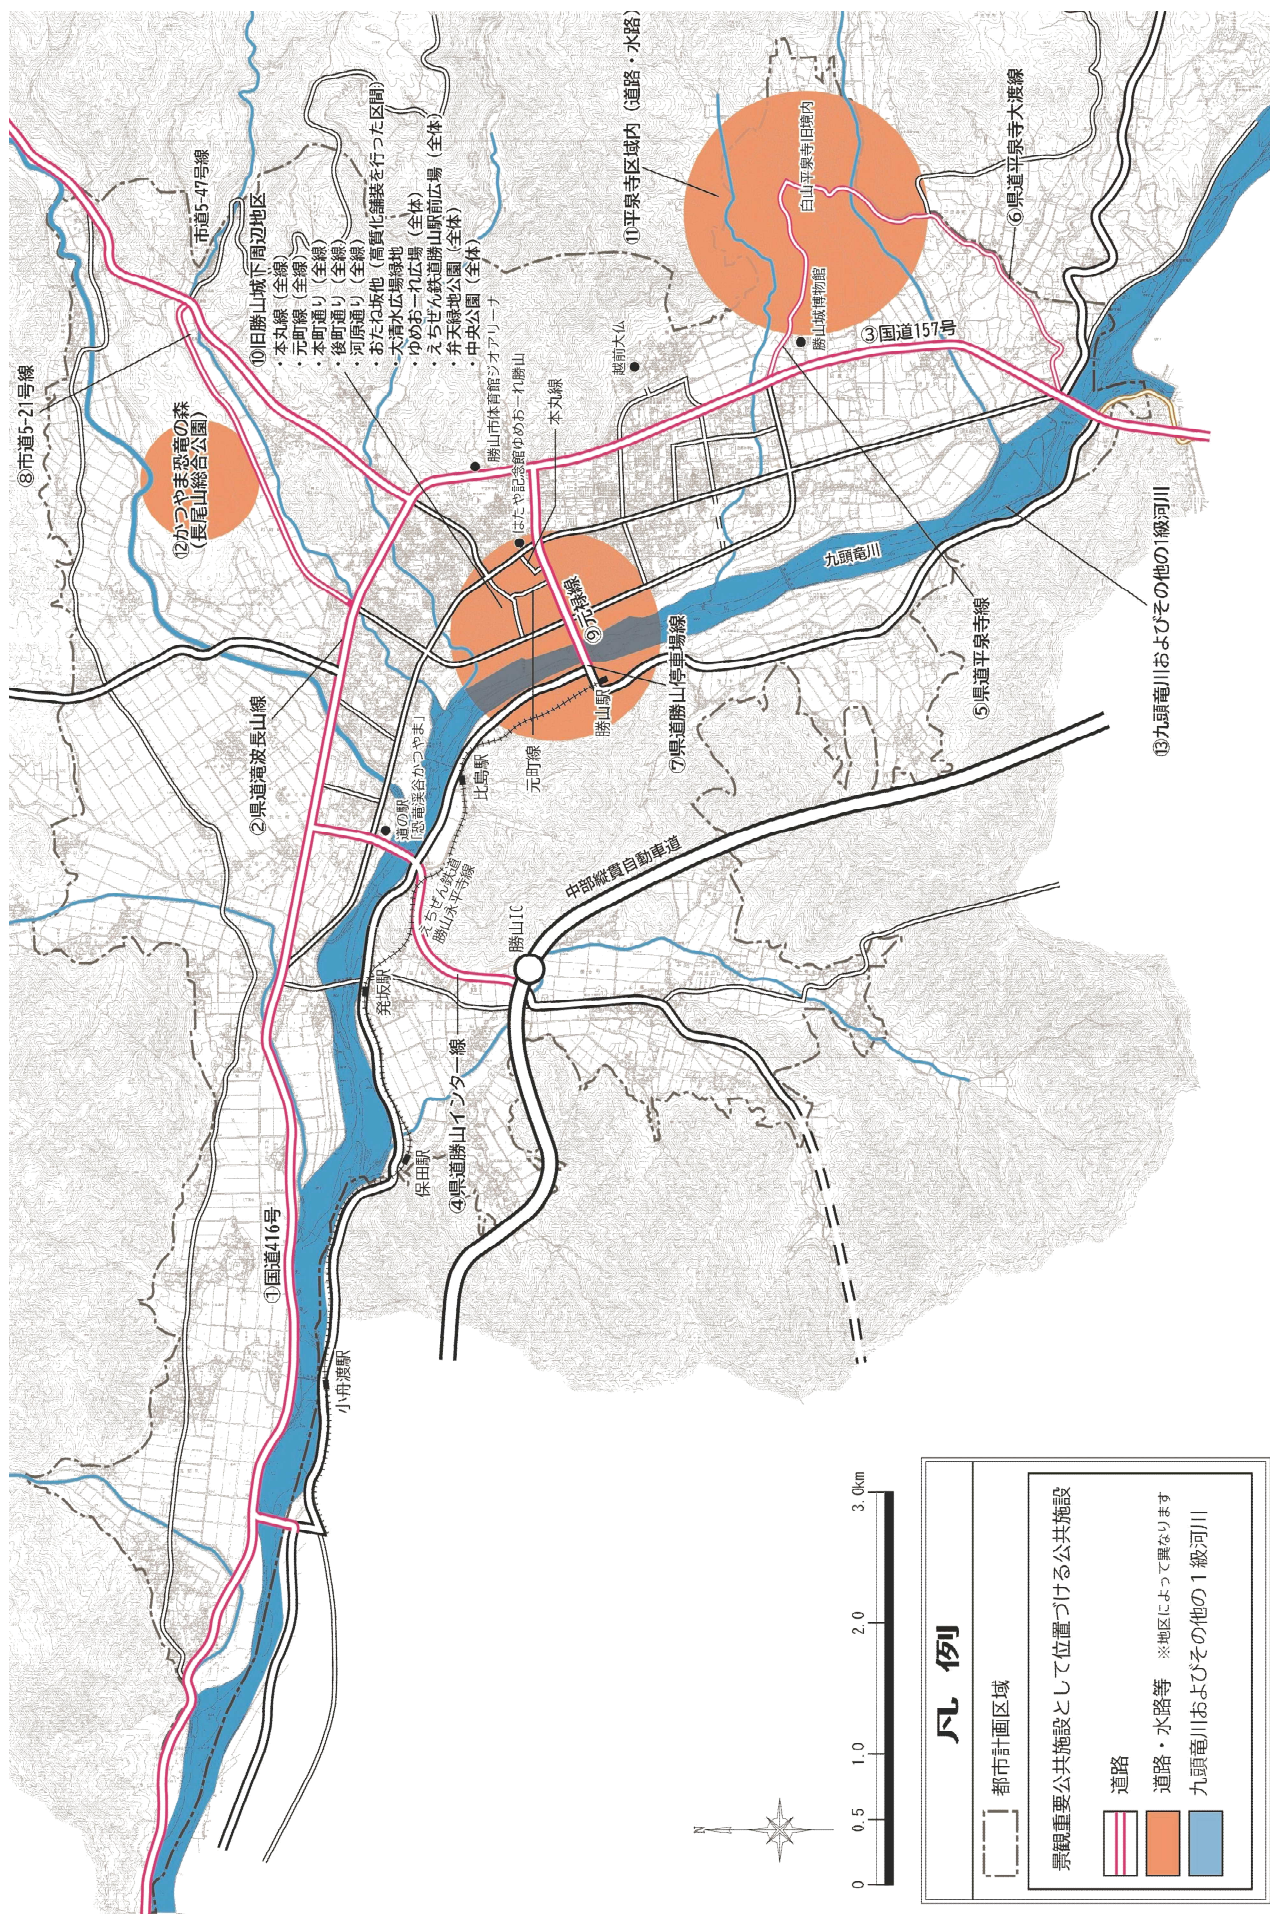 ⑧市道5-21号線
⑫かつやま恐竜の森
（長尾山総合公園）
市道5-47号線
⑩旧勝山城下周辺地区
・本丸線（全線）
・元町線（全線）
・本町通り（全線）
・後町通り（全線）
・河原通り（全線）
・おたね坂他（高質化舗装を行った区間）
・大清水広場緑地
・ゆめおーれ広場（全体）
・えちぜん鉄道勝山駅前広場（全体）
・弁天緑地公園（全体）
・中央公園（全体）
勝山市体育館ジオアリーナ
はたや記念館ゆめおーれ勝山
本丸線
越前大仏
⑪平泉寺区域内（道路・水路）
白山平泉寺旧境内
勝山城博物館
③国道157号
⑥県道平泉寺大渡線
②県道滝波長山線
道の駅
「恐竜渓谷かつやま」
比島駅
元町線
⑨元禄線
勝山駅
⑦県道勝山停車場線
九頭竜川
⑤県道平泉寺線
⑬九頭竜川およびその他の1級河川
えちぜん鉄道
勝山永平寺線
中部縦貫自動車道
勝山IC
発坂駅
④県道勝山インター線
保田駅
①国道416号
小舟渡駅
N
0
0.5
1.0
2.0
3.0km
凡例
都市計画区域
景観重要公共施設として位置づける公共施設
道路
道路・水路等 ※地区によって異なります
九頭竜川およびその他の1級河川